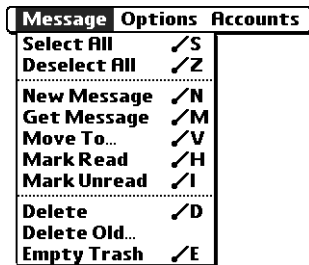 Message Options Accounts
Select All /S
Deselect All /Z
New Message /N
Get Message /M
Move To... /V
Mark Read /H
Mark Unread /I
Delete /D
Delete Old...
Empty Trash /E